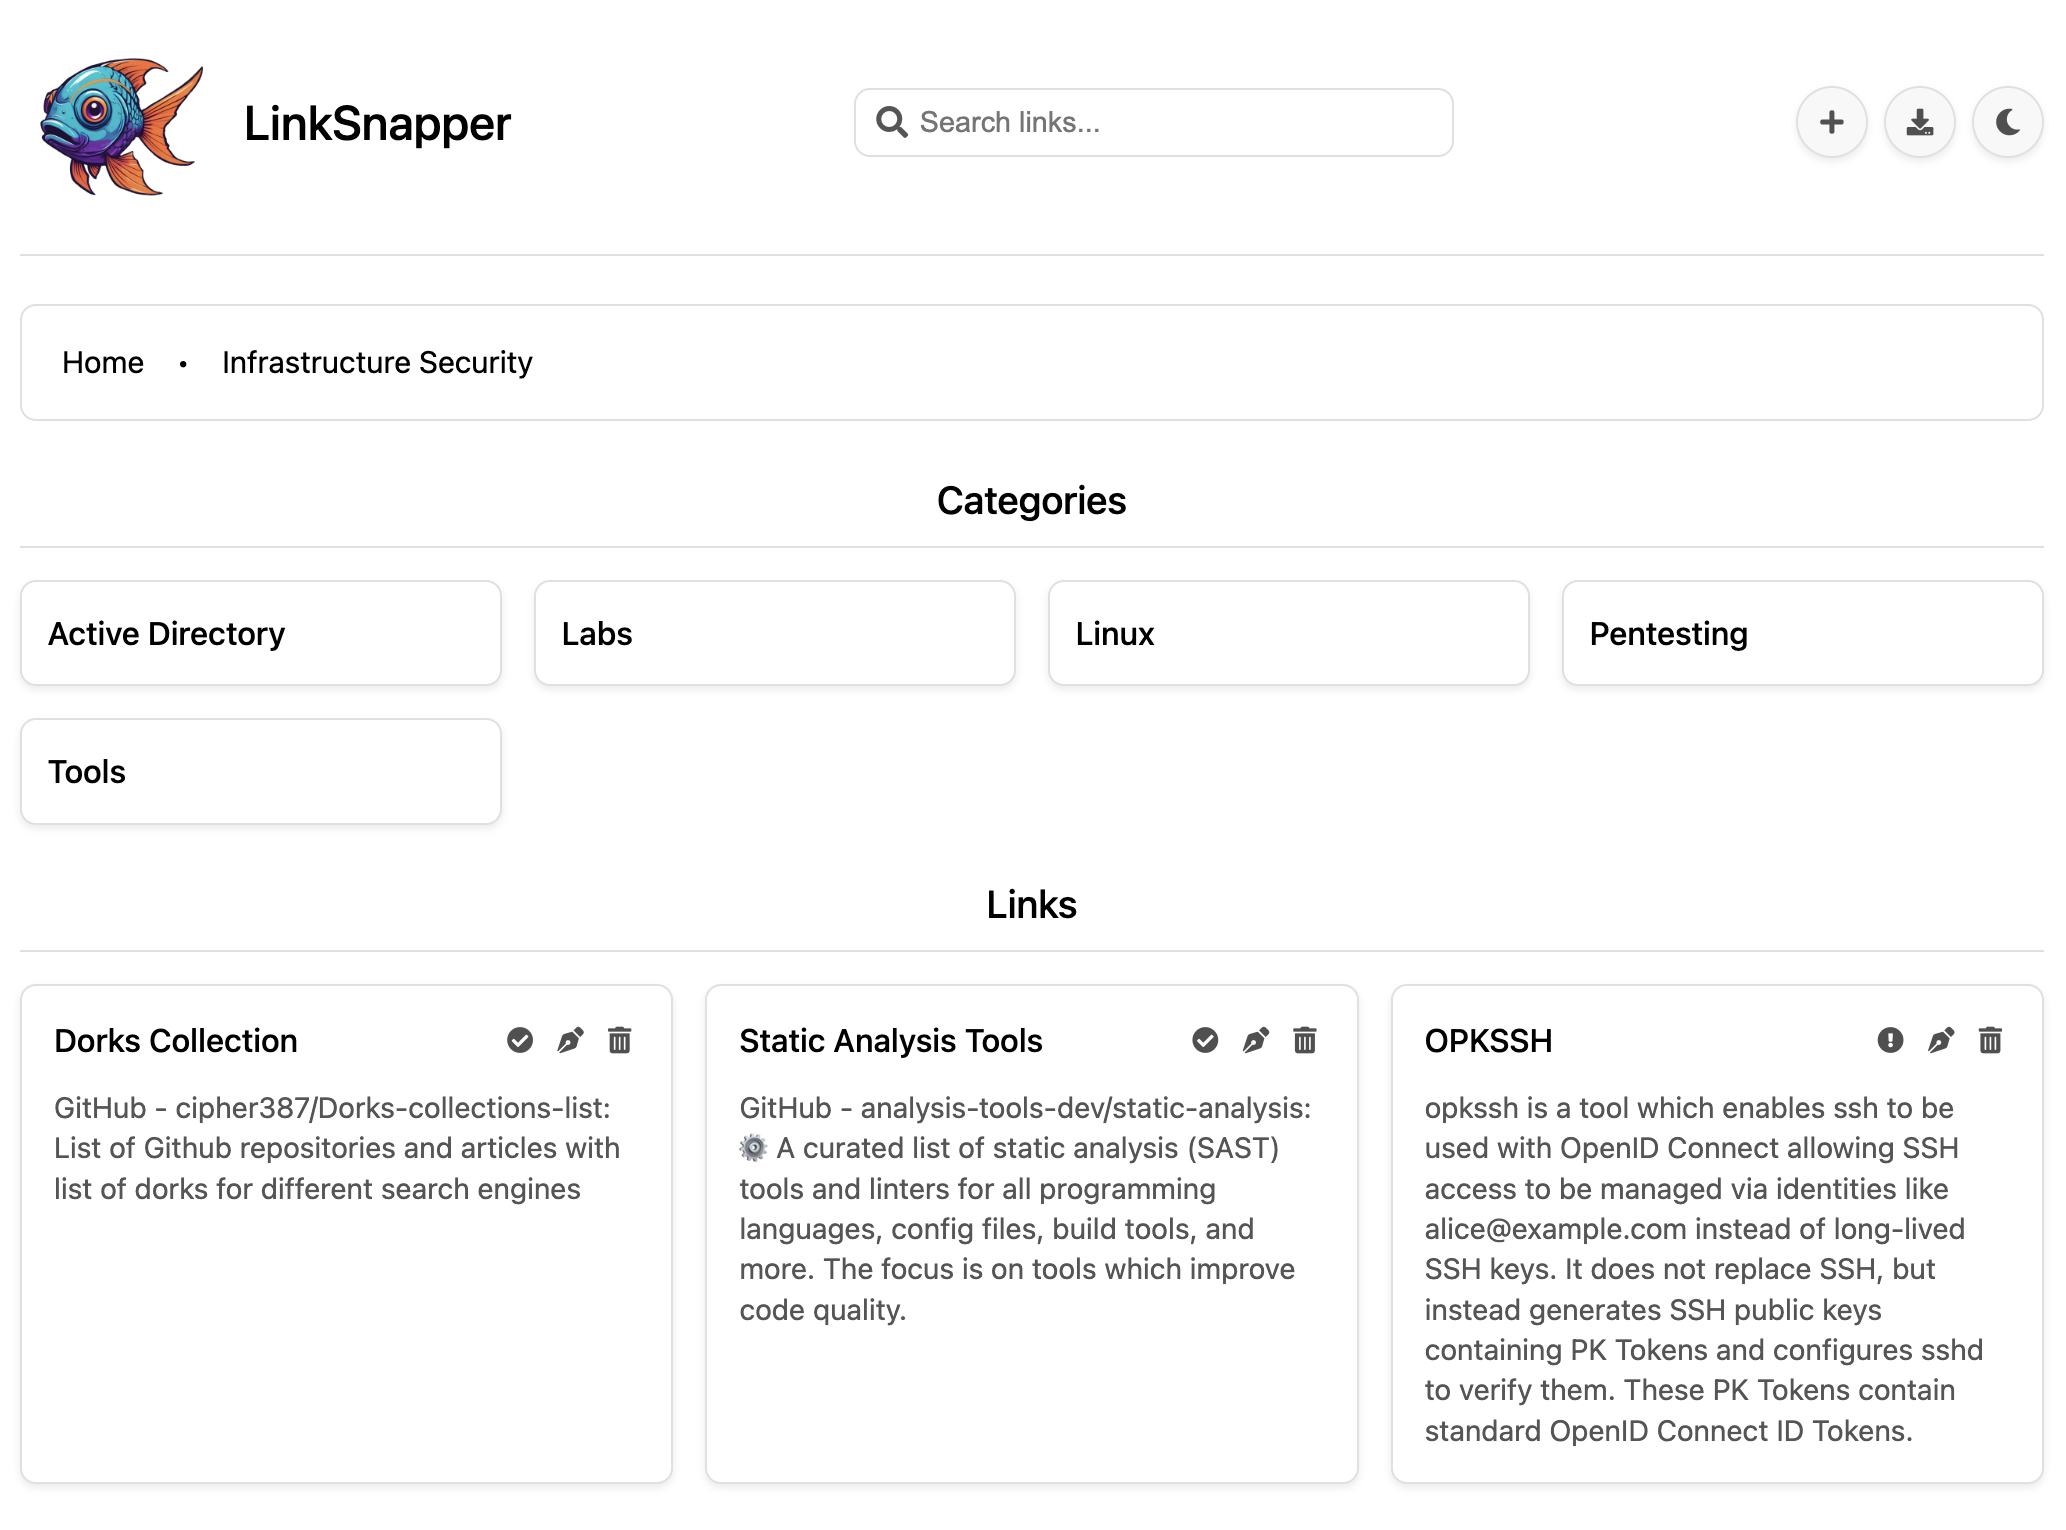 LinkSnapper
Search links...
Home • Infrastructure Security
Categories
Active Directory
Labs
Linux
Pentesting
Tools
Links
Dorks Collection
GitHub - cipher387/Dorks-collections-list:
List of Github repositories and articles with
list of dorks for different search engines
Static Analysis Tools
GitHub - analysis-tools-dev/static-analysis:
⚙️ A curated list of static analysis (SAST)
tools and linters for all programming
languages, config files, build tools, and
more. The focus is on tools which improve
code quality.
OPKSSH
opkssh is a tool which enables ssh to be
used with OpenID Connect allowing SSH
access to be managed via identities like
alice@example.com instead of long-lived
SSH keys. It does not replace SSH, but
instead generates SSH public keys
containing PK Tokens and configures sshd
to verify them. These PK Tokens contain
standard OpenID Connect ID Tokens.